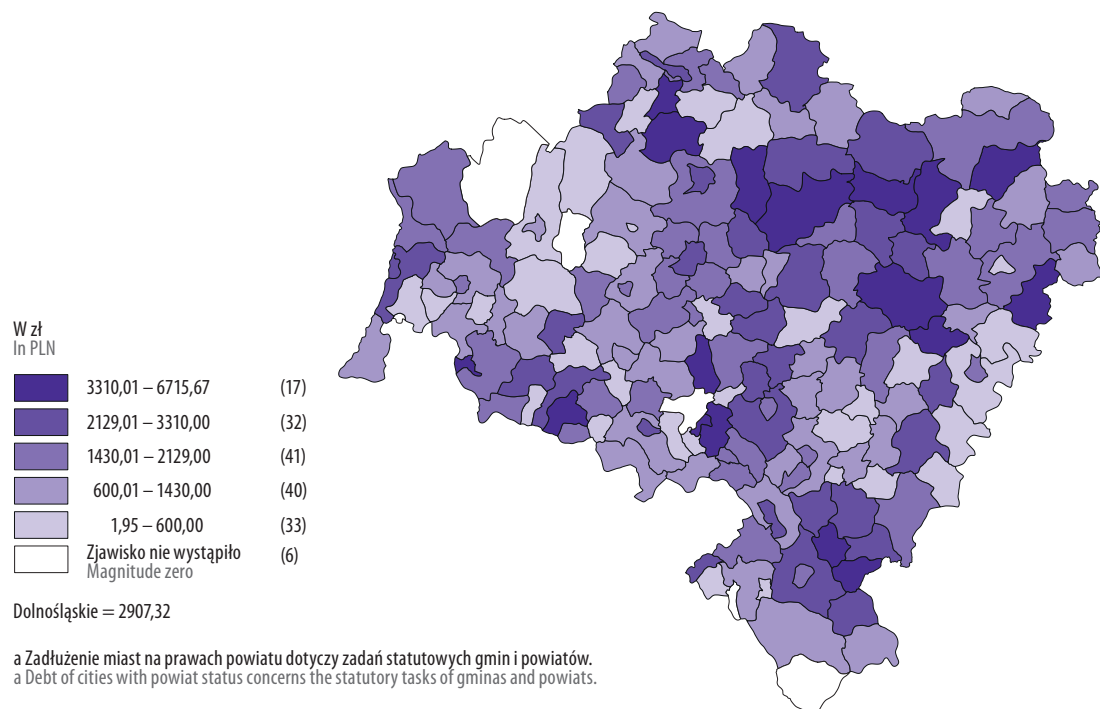 W zł
In PLN
3310,01 – 6715,67 (17)
2129,01 – 3310,00 (32)
1430,01 – 2129,00 (41)
600,01 – 1430,00 (40)
1,95 – 600,00 (33)
Zjawisko nie wystąpiło (6)
Magnitude zero
Dolnośląskie = 2907,32
a Zadłużenie miast na prawach powiatu dotyczy zadań statutowych gmin i powiatów.
a Debt of cities with powiat status concerns the statutory tasks of gminas and powiats.